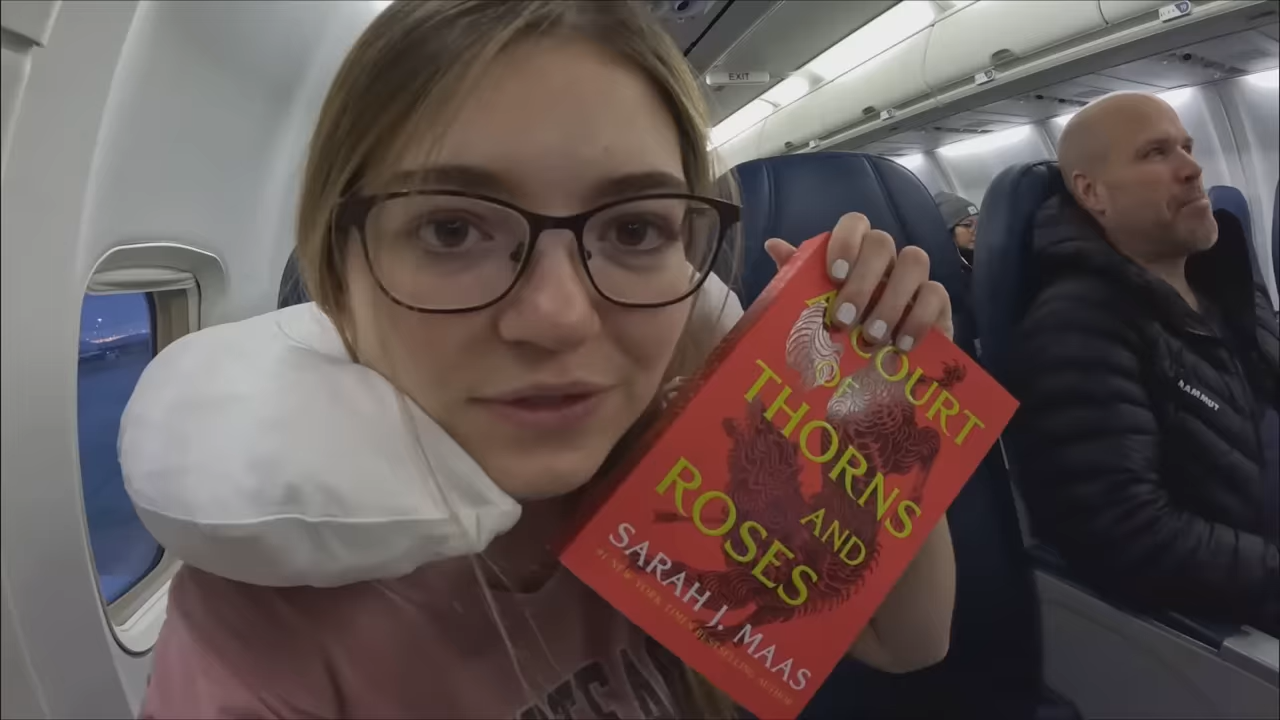 EXIT
A COURT
OF
THORNS
AND
ROSES
SARAH J. MAAS
#1 NEW YORK TIMES BESTSELLING AUTHOR
MAMMUT